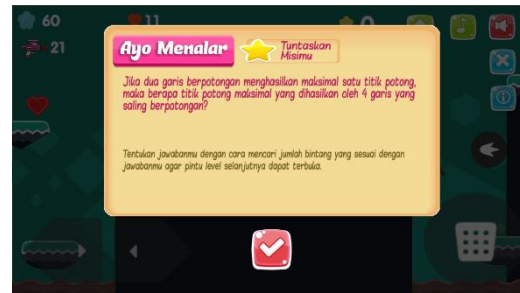 60
11
0
21
Ayo Menalar
Tuntaskan
Misimu
Jika dua garis berpotongan menghasilkan maksimal satu titik potong,
maka berapa titik potong maksimal yang dihasilkan oleh 4 garis yang
saling berpotongan?
Tentukan jawabanmu dengan cara mencari jumlah bintang yang sesuai dengan
jawabanmu agar pintu level selanjutnya dapat terbuka.